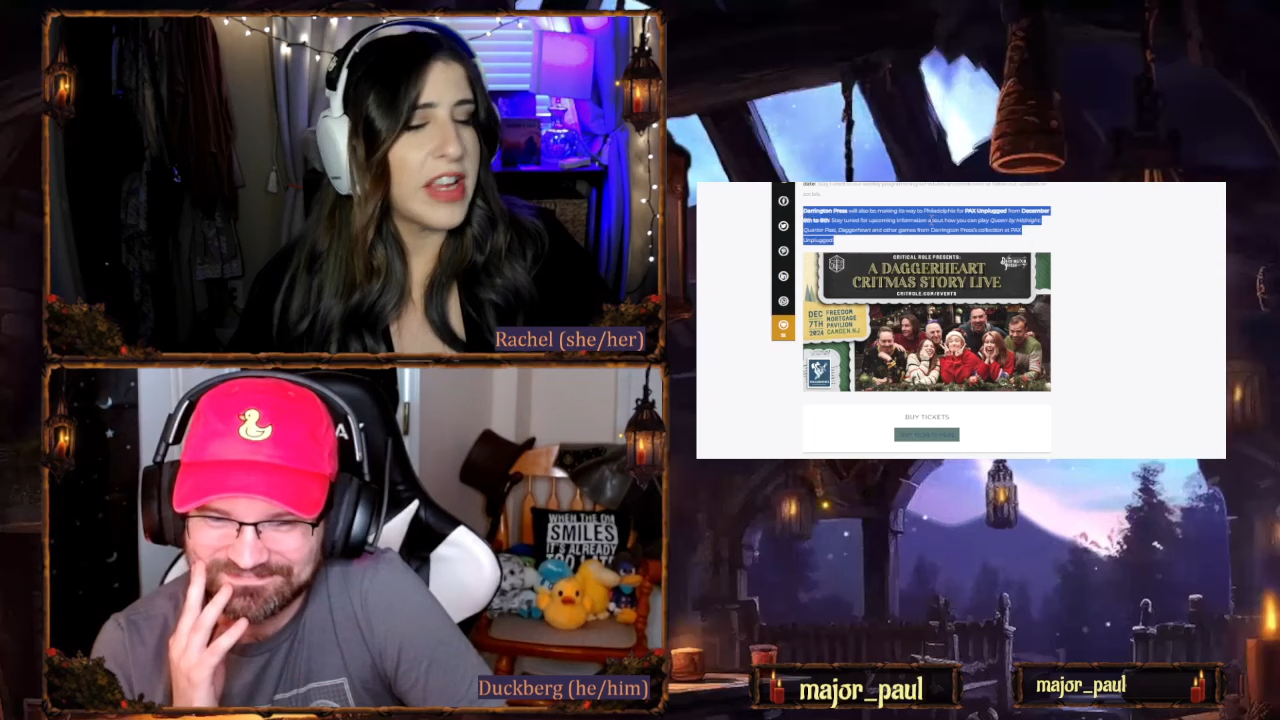 Rachel (she/her)
Darrington Press will also be making its way to Philadelphia for PAX Unplugged from December
6th to 8th! Stay tuned for upcoming information about how you can play Queen by Midnight,
Quarter Pass, Daggerheart and other games from Darrington Press's collection at PAX
Unplugged!
CRITICAL ROLE PRESENTS:
A DAGGERHEART
CRITMAS STORY LIVE
CRITROLE.COM/EVENTS
DEC
7TH
2024
FREEDOM
MORTGAGE
PAVILION
CAMDEN, NJ
BUY TICKETS
A
WHEN THE DM
SMILES
IT'S ALREADY
TOO LATE
Duckberg (he/him)
major_paul
major_paul